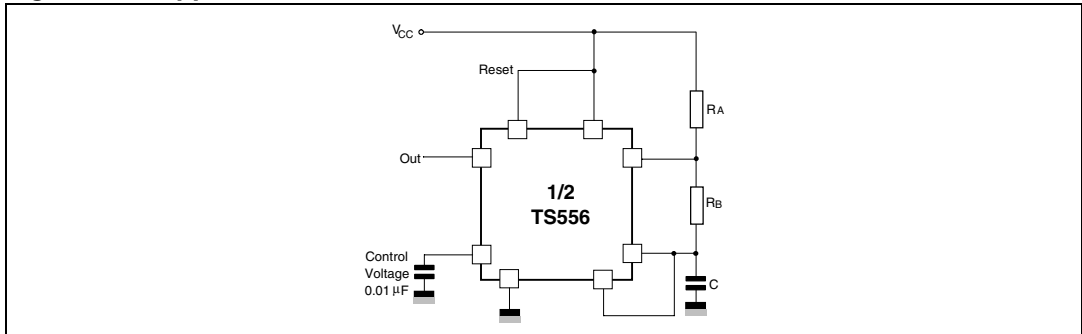 VCC
Reset
RA
Out
1/2
TS556
RB
Control
Voltage
0.01 µF
C